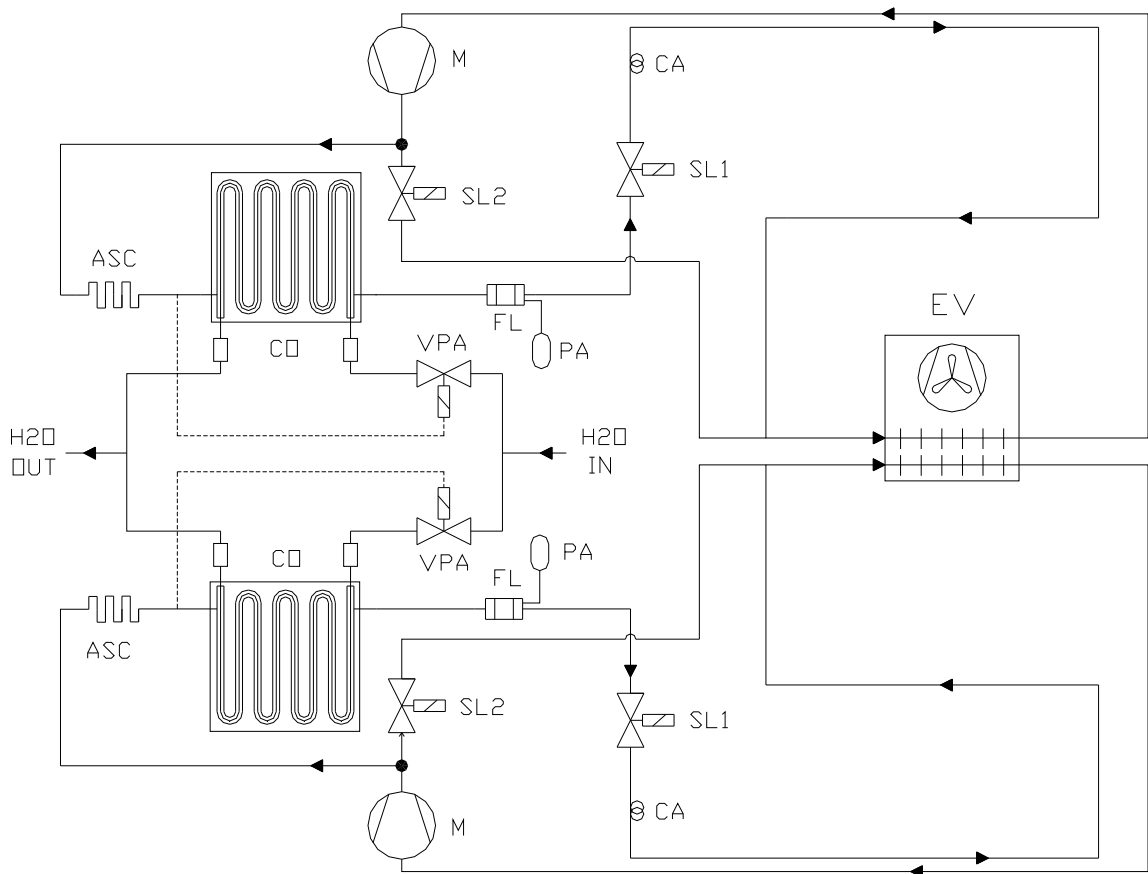 M
CA
SL1
SL2
ASC
EV
FL
CO
VPA
PA
H2O
OUT
H2O
IN
CO
VPA
PA
FL
ASC
SL2
SL1
CA
M